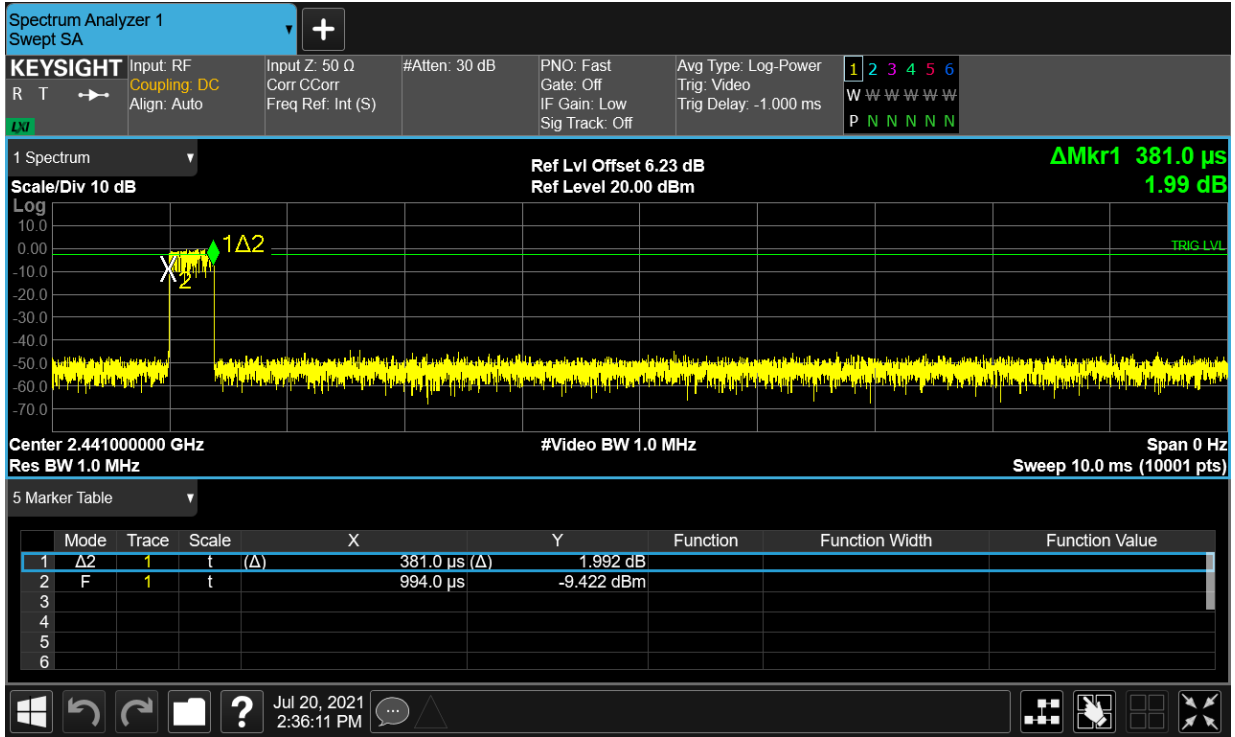 Spectrum Analyzer 1
Swept SA
KEYSIGHT
R T
LXI
Input: RF
Coupling: DC
Align: Auto
Input Z: 50 Ω
Corr CCorr
Freq Ref: Int (S)
#Atten: 30 dB
PNO: Fast
Gate: Off
IF Gain: Low
Sig Track: Off
Avg Type: Log-Power
Trig: Video
Trig Delay: -1.000 ms
1 2 3 4 5 6
W W W W W W
P N N N N N
1 Spectrum
Scale/Div 10 dB
Ref Lvl Offset 6.23 dB
Ref Level 20.00 dBm
ΔMkr1 381.0 µs
1.99 dB
Log
10.0
0.00
-10.0
-20.0
-30.0
-40.0
-50.0
-60.0
-70.0
1Δ2
X
2
TRIG LVL
Center 2.441000000 GHz
#Video BW 1.0 MHz
Span 0 Hz
Res BW 1.0 MHz
Sweep 10.0 ms (10001 pts)
5 Marker Table
Mode Trace Scale X Y Function Function Width Function Value
1 Δ2 1 t (Δ) 381.0 µs (Δ) 1.992 dB
2 F 1 t 994.0 µs -9.422 dBm
3
4
5
6
?
Jul 20, 2021
2:36:11 PM